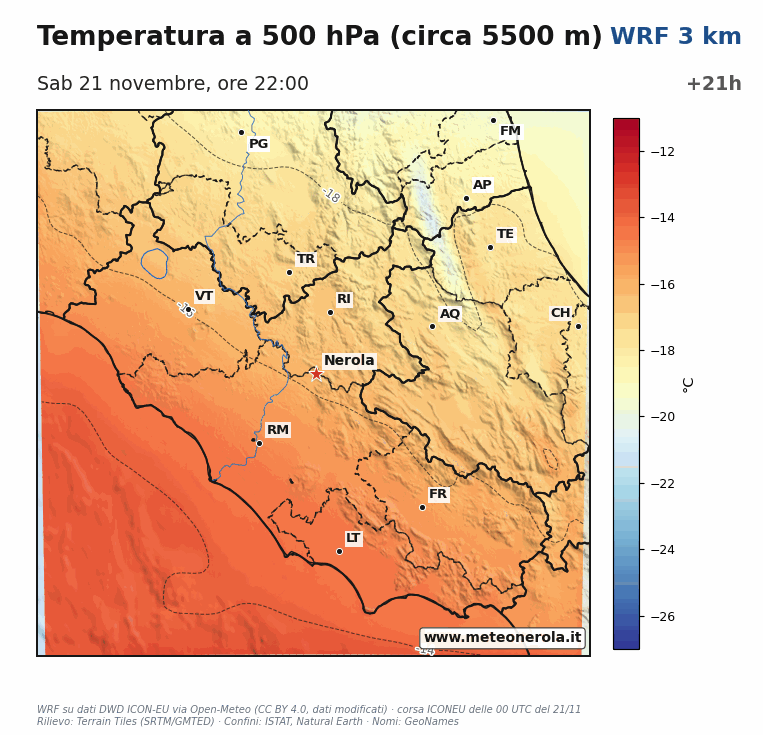 Temperatura a 500 hPa (circa 5500 m) WRF 3 km
Sab 21 novembre, ore 22:00 +21h
FM
PG
-18
AP
TE
TR
VT
RI
AQ
CH
Nerola
RM
FR
LT
www.meteonerola.it
-14
−12
−14
−16
−18
−20
−22
−24
−26
°C
WRF su dati DWD ICON-EU via Open-Meteo (CC BY 4.0, dati modificati) · corsa ICONEU delle 00 UTC del 21/11
Rilievo: Terrain Tiles (SRTM/GMTED) · Confini: ISTAT, Natural Earth · Nomi: GeoNames